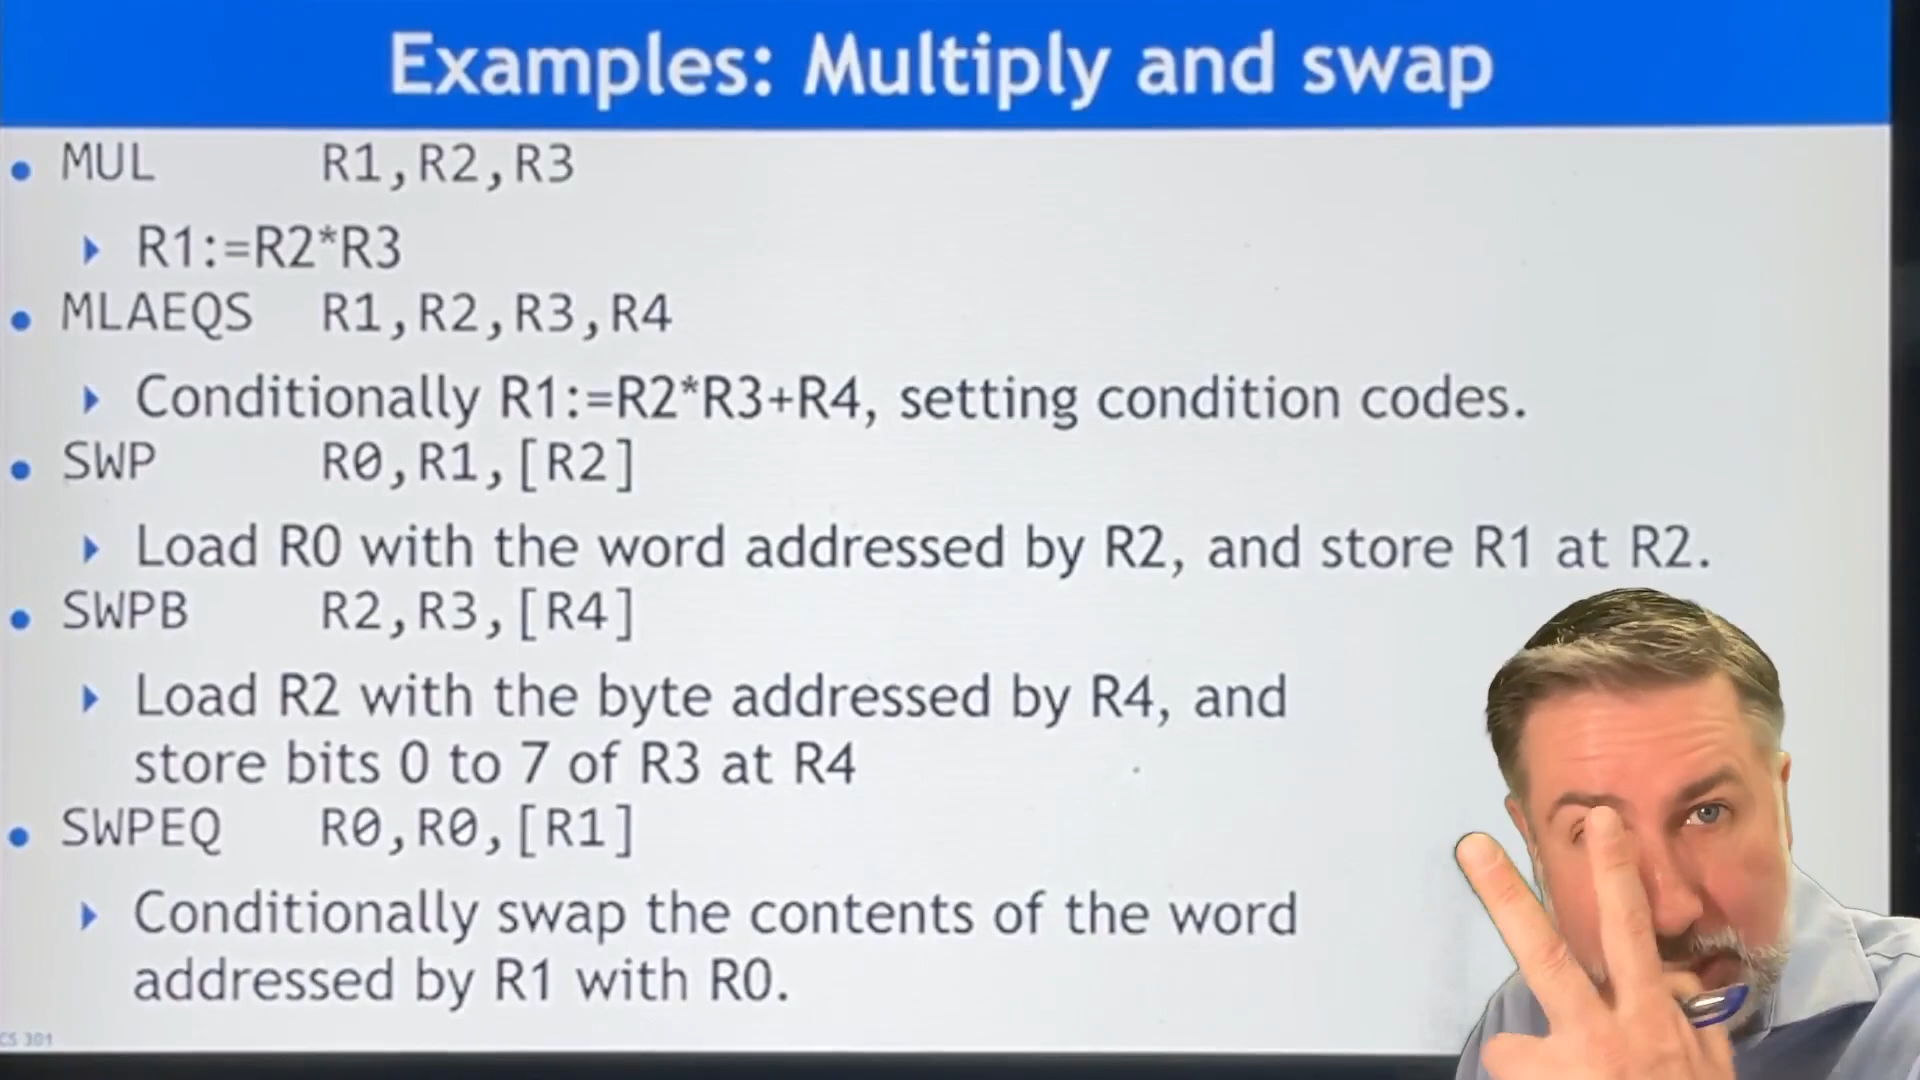 Examples: Multiply and swap
• MUL R1,R2,R3
▸ R1:=R2*R3
• MLAEQS R1,R2,R3,R4
▸ Conditionally R1:=R2*R3+R4, setting condition codes.
• SWP R0,R1,[R2]
▸ Load R0 with the word addressed by R2, and store R1 at R2.
• SWPB R2,R3,[R4]
▸ Load R2 with the byte addressed by R4, and
store bits 0 to 7 of R3 at R4
• SWPEQ R0,R0,[R1]
▸ Conditionally swap the contents of the word
addressed by R1 with R0.
CS 301